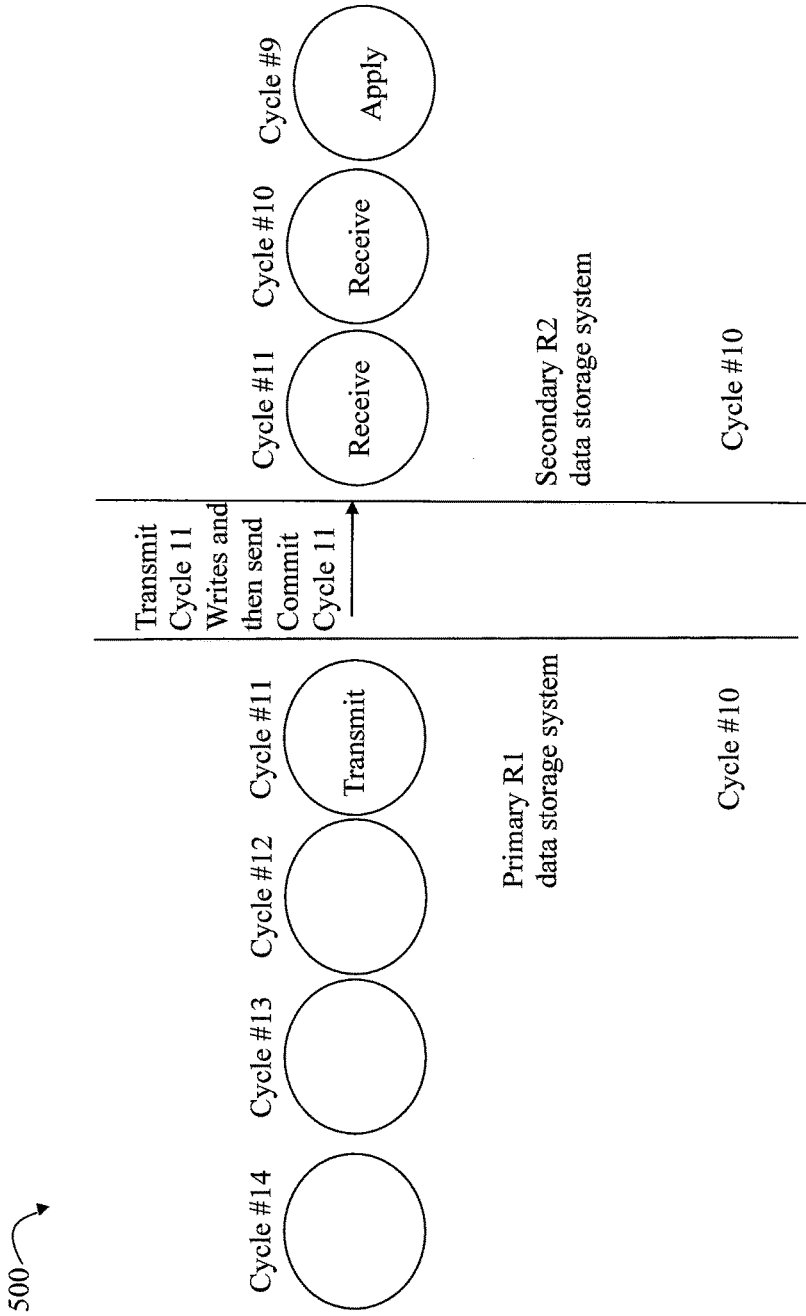 500
Transmit
Cycle 11
Writes and
then send
Commit
Cycle 11
Cycle #14
Cycle #13
Cycle #12
Cycle #11
Transmit
Cycle #11
Receive
Cycle #10
Receive
Cycle #9
Apply
Primary R1
data storage system
Secondary R2
data storage system
Cycle #10
Cycle #10